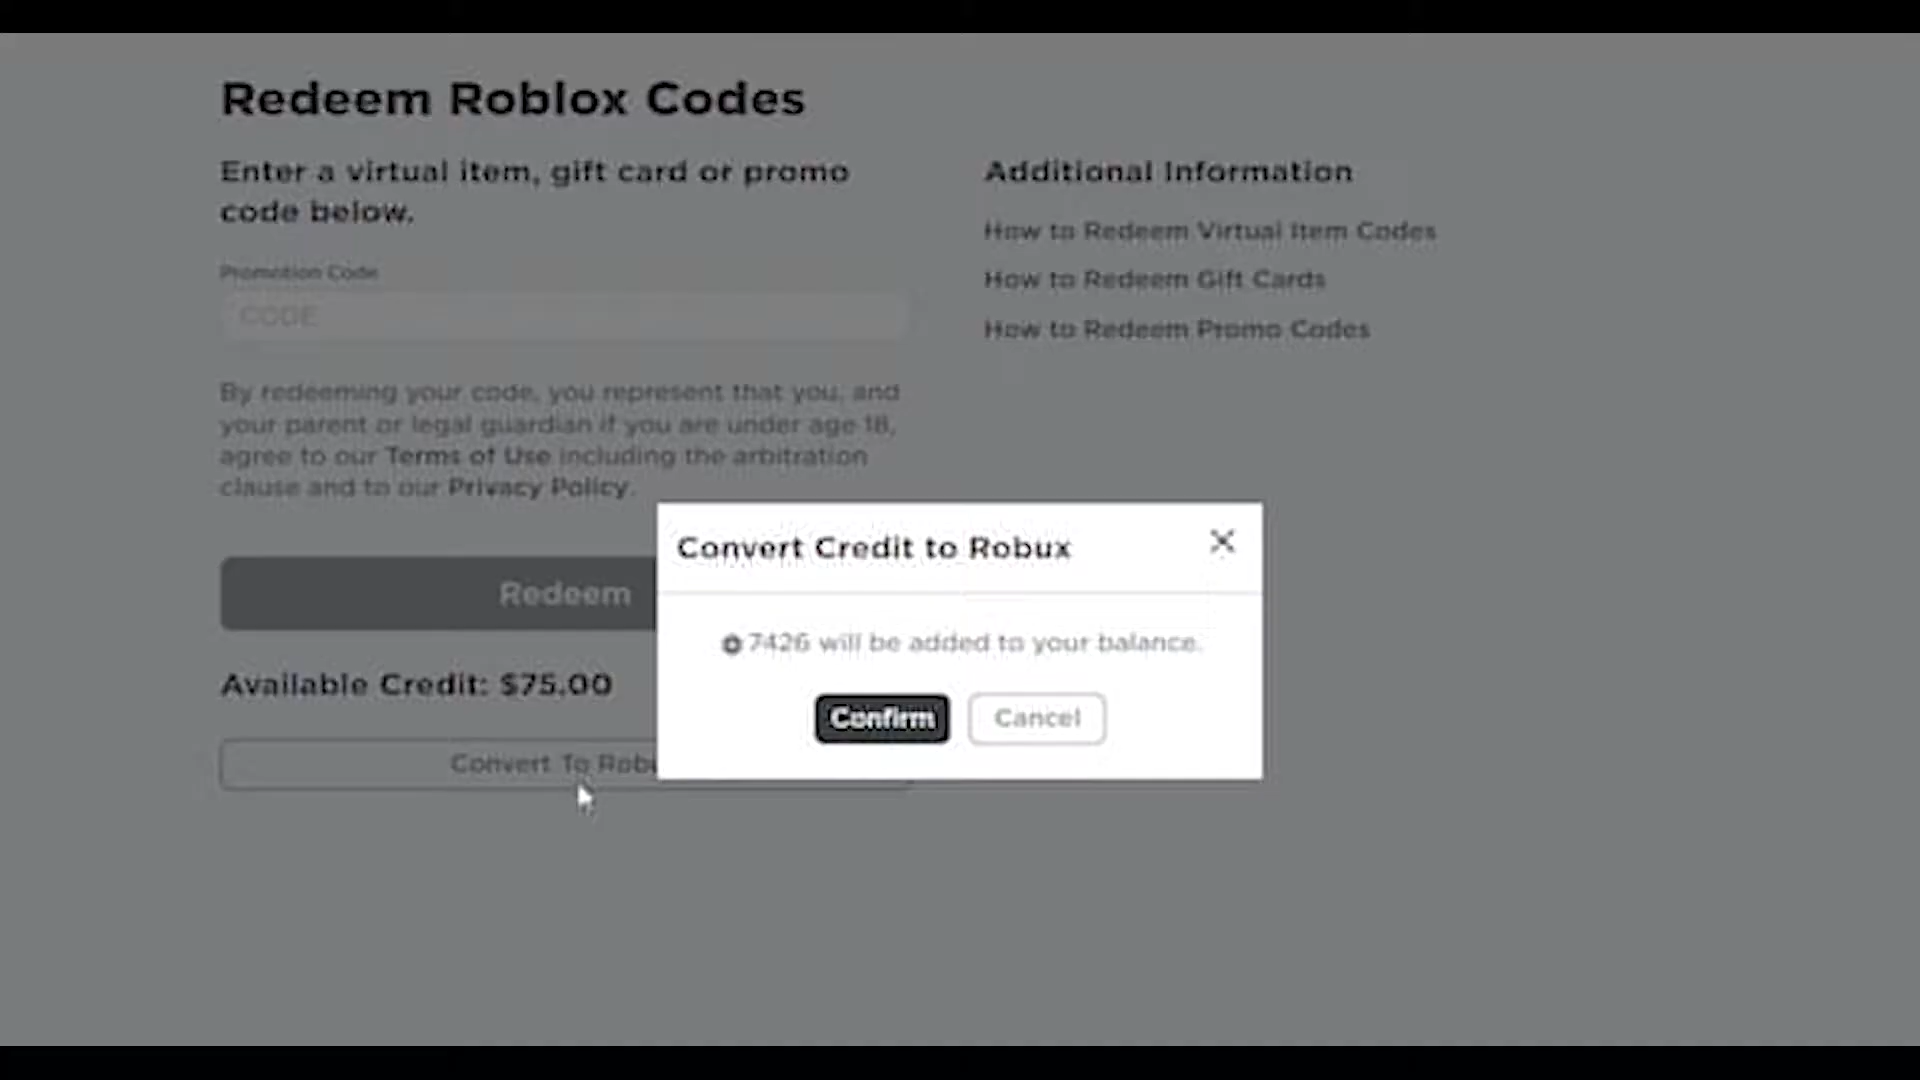 Redeem Roblox Codes
Enter a virtual item, gift card or promo
code below.
Promotion Code
CODE
By redeeming your code, you represent that you, and
your parent or legal guardian if you are under age 18,
agree to our Terms of Use including the arbitration
clause and to our Privacy Policy.
Redeem
Available Credit: $75.00
Convert To Robu
Additional Information
How to Redeem Virtual Item Codes
How to Redeem Gift Cards
How to Redeem Promo Codes
Convert Credit to Robux
7426 will be added to your balance.
Confirm
Cancel